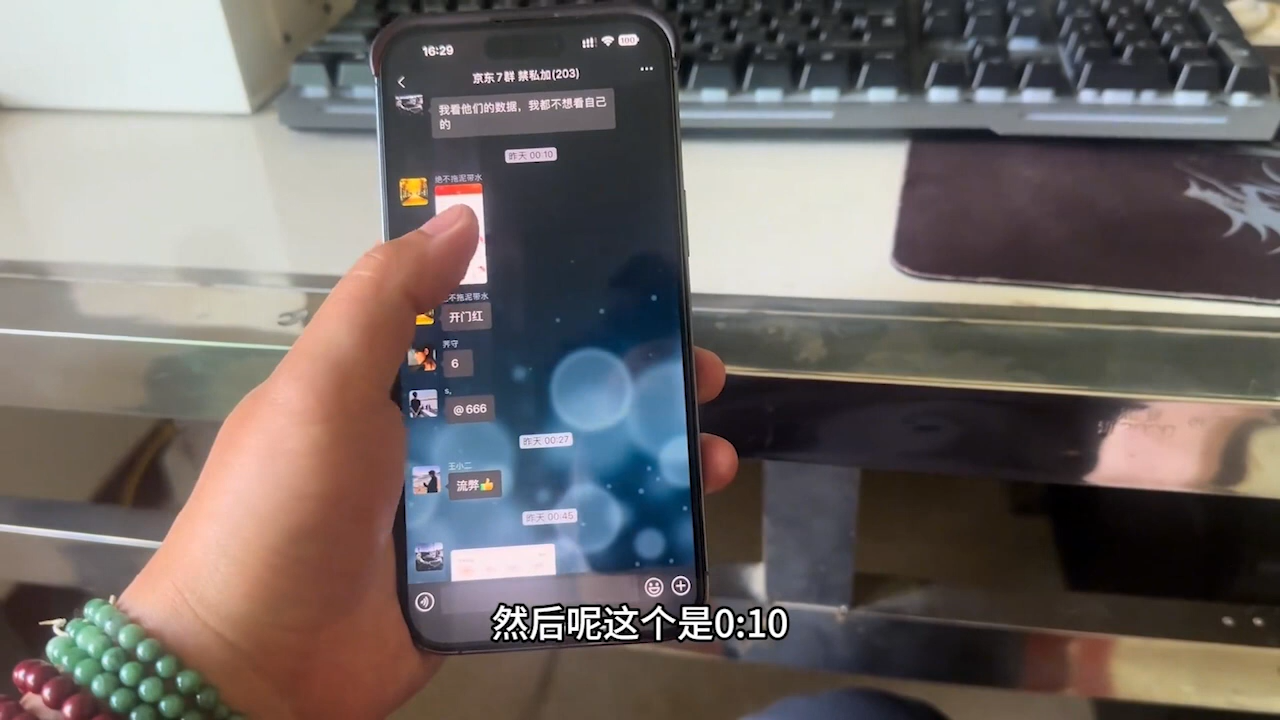 16:29
100
京东7群 禁私加(203)
我看他们的数据，我都不想看自己
的
昨天 00:10
绝不拖泥带水
不拖泥带水
开门红
6
s,
@666
昨天 00:27
王小二
流弊👍
昨天 00:45
然后呢这个是0:10